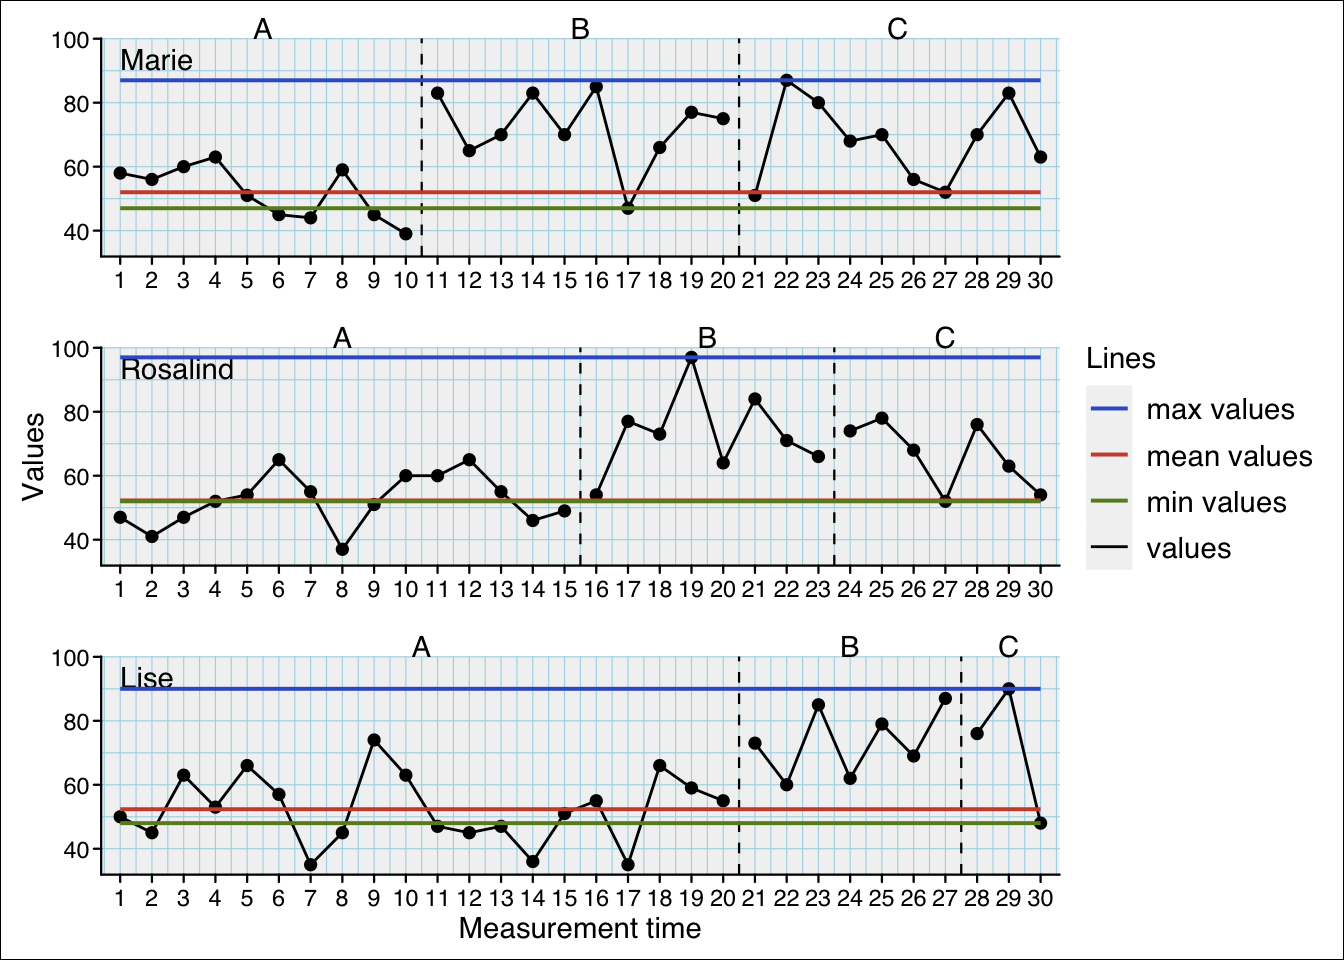 A B C
100
Marie
80
60
40
1 2 3 4 5 6 7 8 9 10 11 12 13 14 15 16 17 18 19 20 21 22 23 24 25 26 27 28 29 30
A B C
100
Rosalind
80
60
40
1 2 3 4 5 6 7 8 9 10 11 12 13 14 15 16 17 18 19 20 21 22 23 24 25 26 27 28 29 30
Values
A B C
100
Lise
80
60
40
1 2 3 4 5 6 7 8 9 10 11 12 13 14 15 16 17 18 19 20 21 22 23 24 25 26 27 28 29 30
Measurement time
Lines
max values
mean values
min values
values